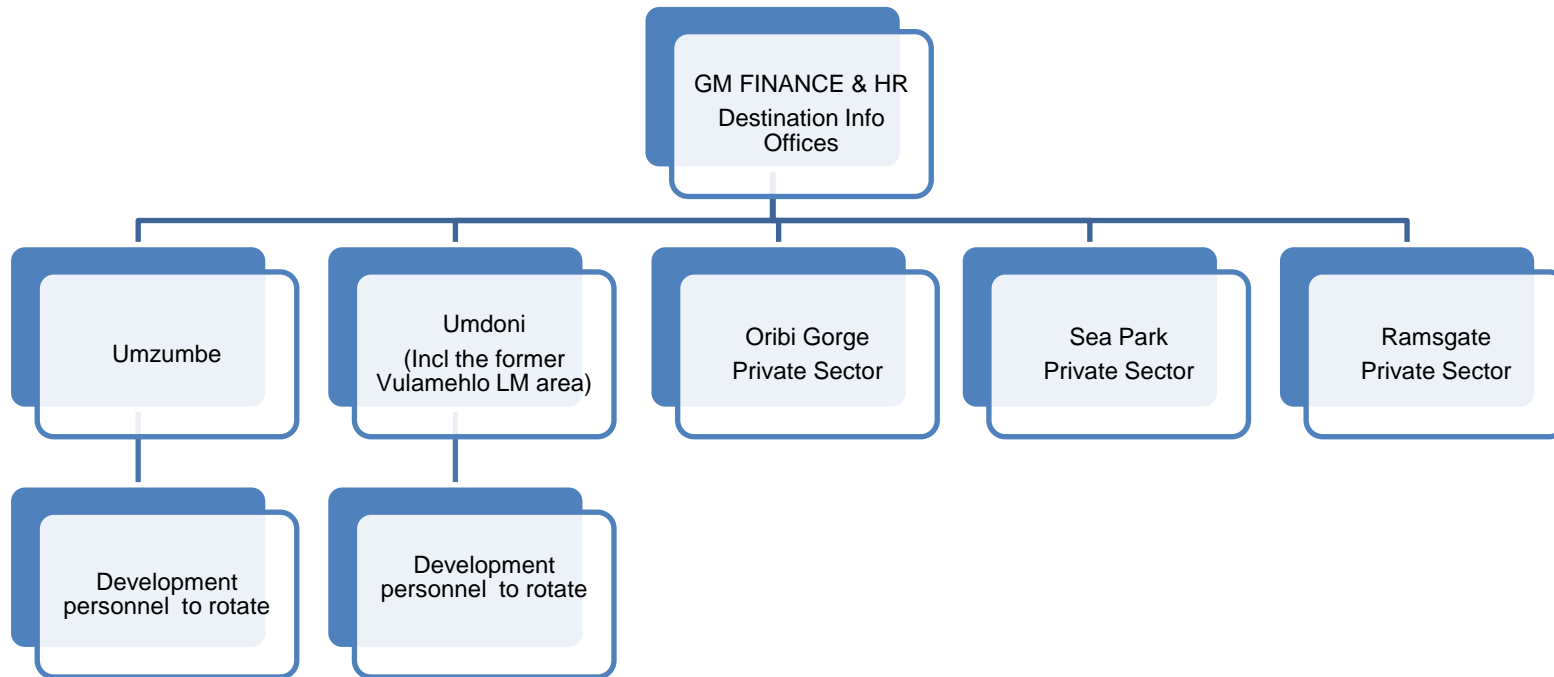 GM FINANCE & HR
Destination Info
Offices
Umzumbe
Umdoni
(Incl the former
Vulamehlo LM area)
Oribi Gorge
Private Sector
Sea Park
Private Sector
Ramsgate
Private Sector
Development
personnel  to rotate
Development
personnel  to rotate